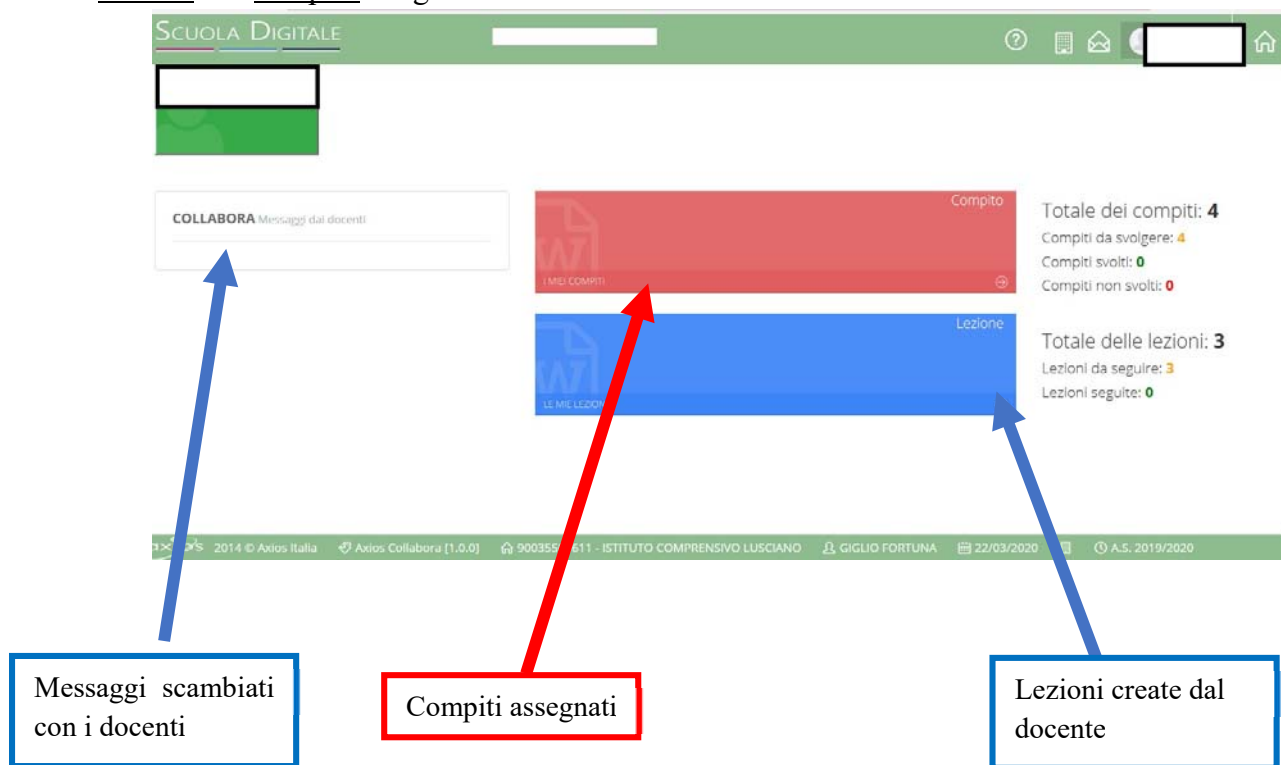 SCUOLA DIGITALE
COLLABORA Messaggi dai docenti
Compito
I MIEI COMPITI
Totale dei compiti: 4
Compiti da svolgere: 4
Compiti svolti: 0
Compiti non svolti: 0
Lezione
LE MIE LEZIONI
Totale delle lezioni: 3
Lezioni da seguire: 3
Lezioni seguite: 0
2014 © Axios Italia Axios Collabora [1.0.0] - ISTITUTO COMPRENSIVO LUSCIANO GIGLIO FORTUNA 22/03/2020 A.S. 2019/2020
Messaggi scambiati
con i docenti
Compiti assegnati
Lezioni create dal
docente